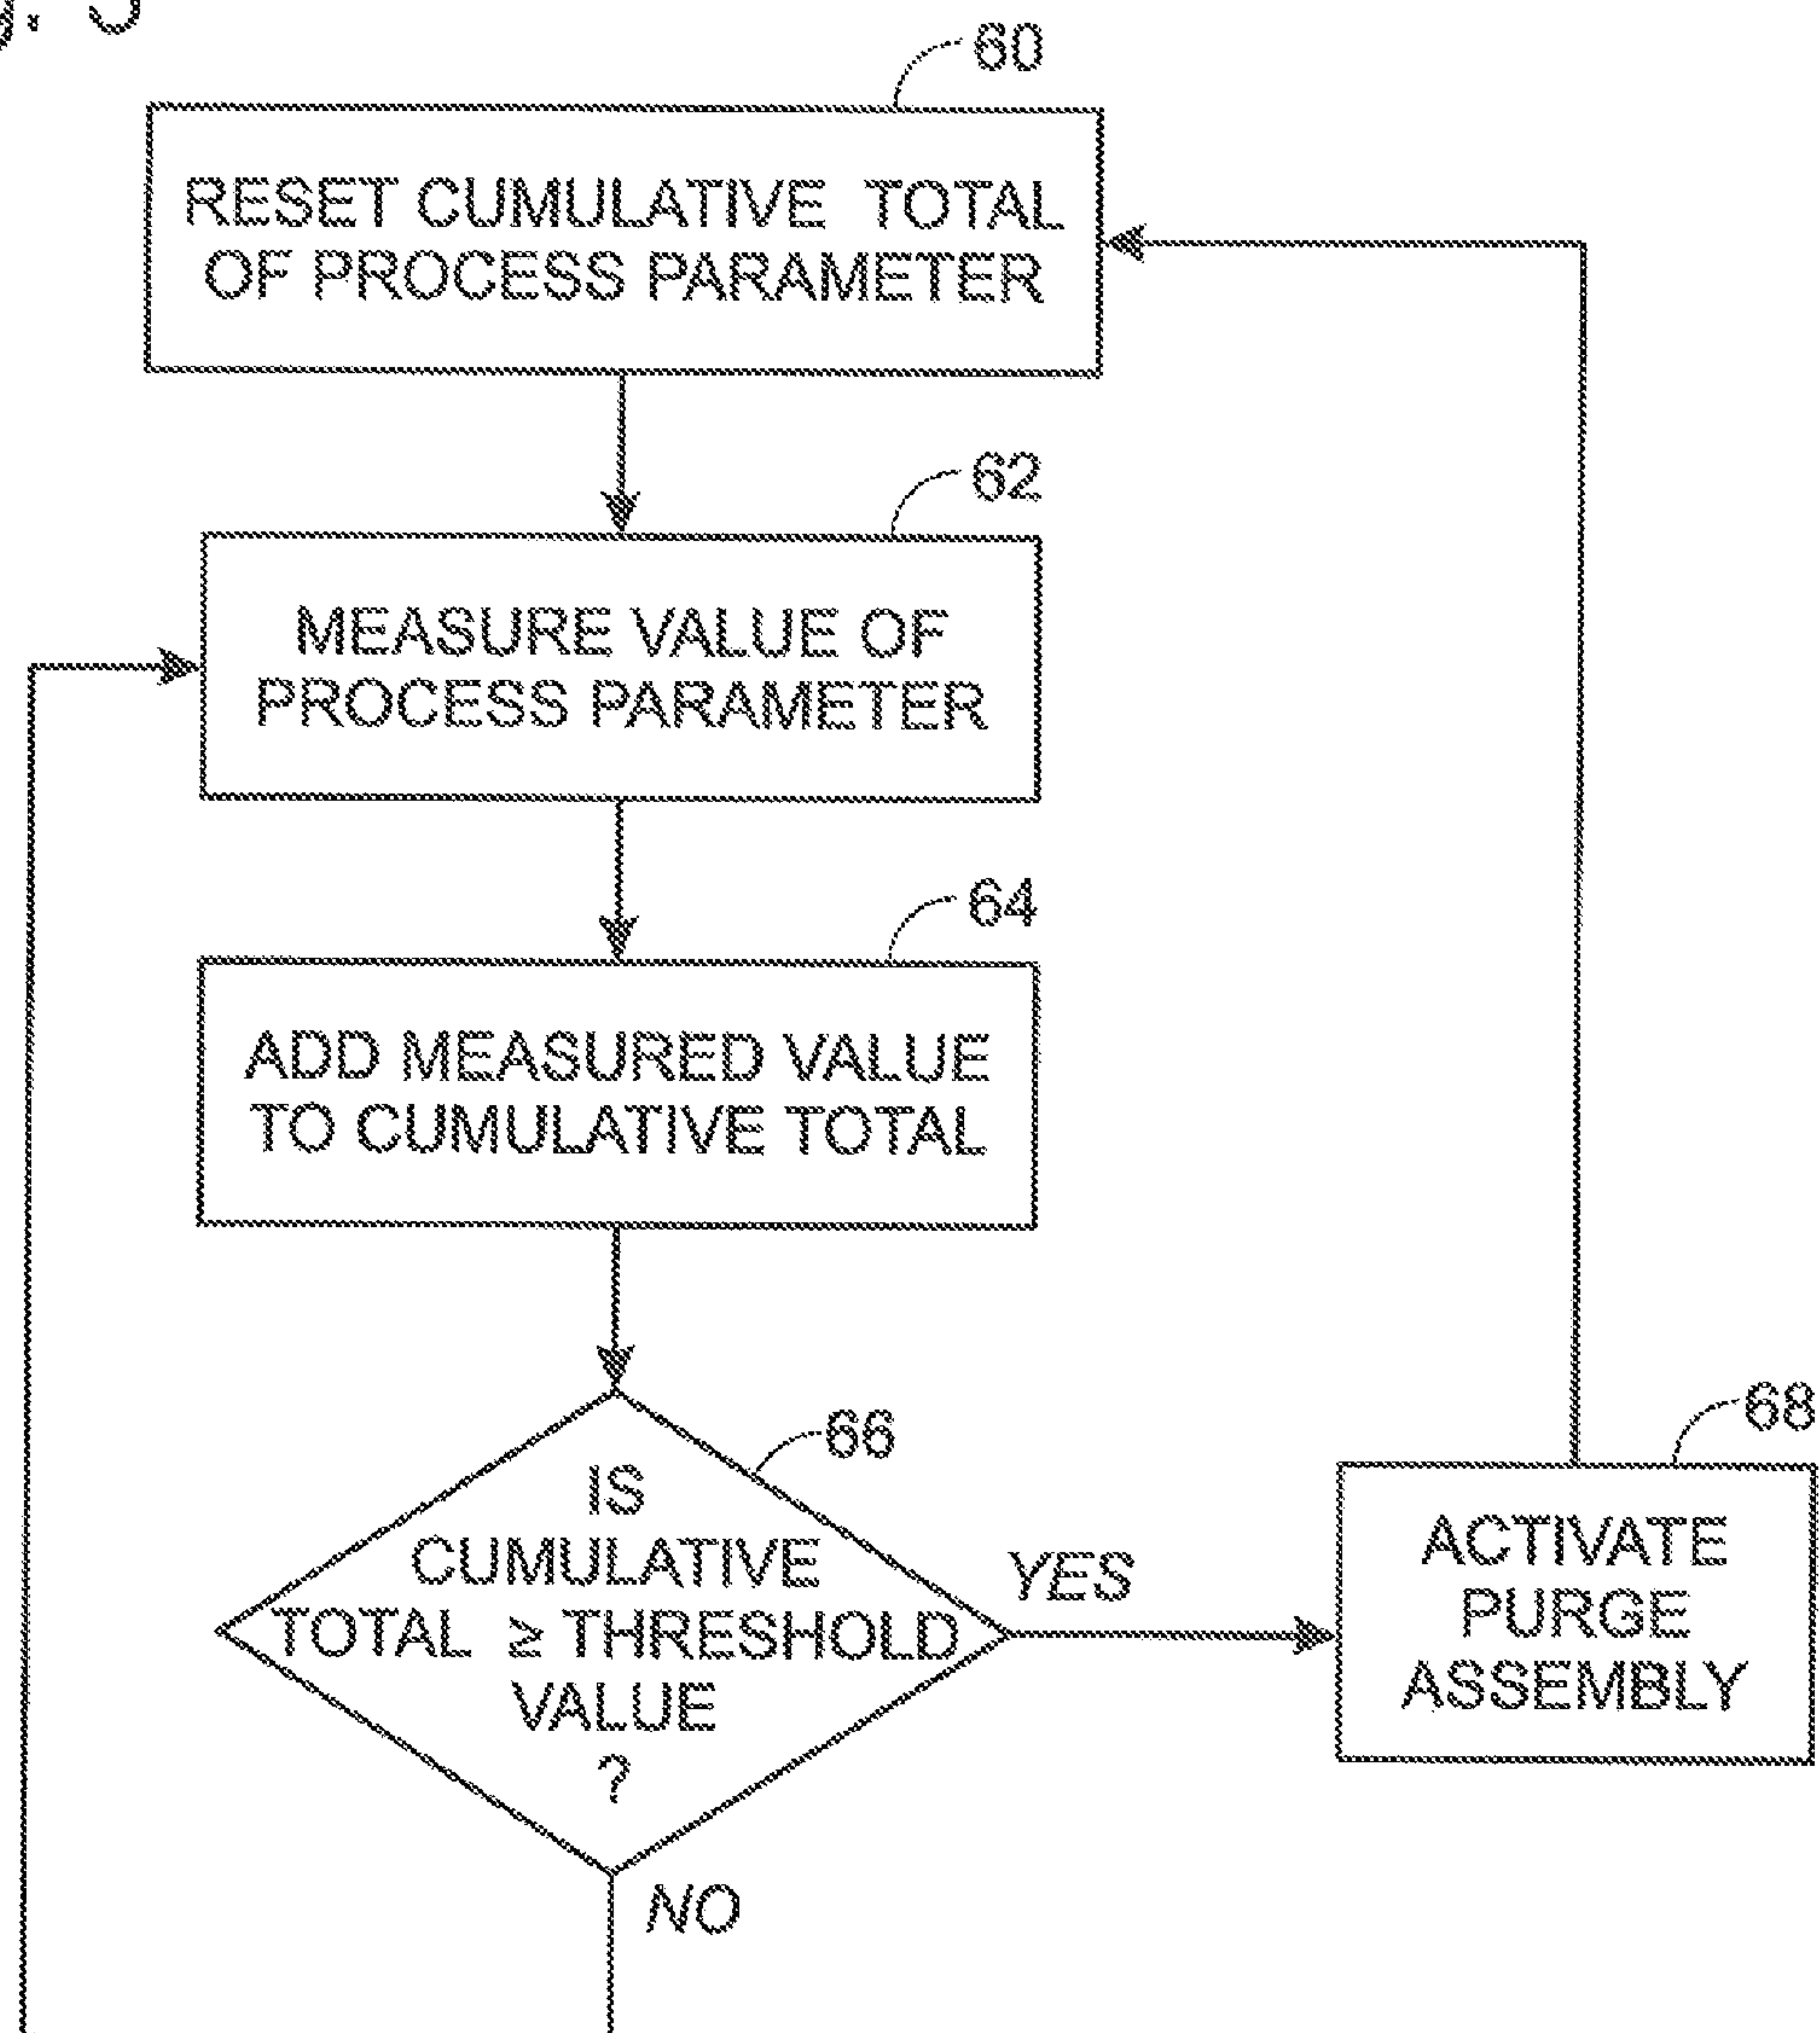 60
RESET CUMULATIVE TOTAL
OF PROCESS PARAMETER
62
MEASURE VALUE OF
PROCESS PARAMETER
64
ADD MEASURED VALUE
TO CUMULATIVE TOTAL
66
IS
CUMULATIVE
TOTAL ≥ THRESHOLD
VALUE
?
YES
NO
68
ACTIVATE
PURGE
ASSEMBLY